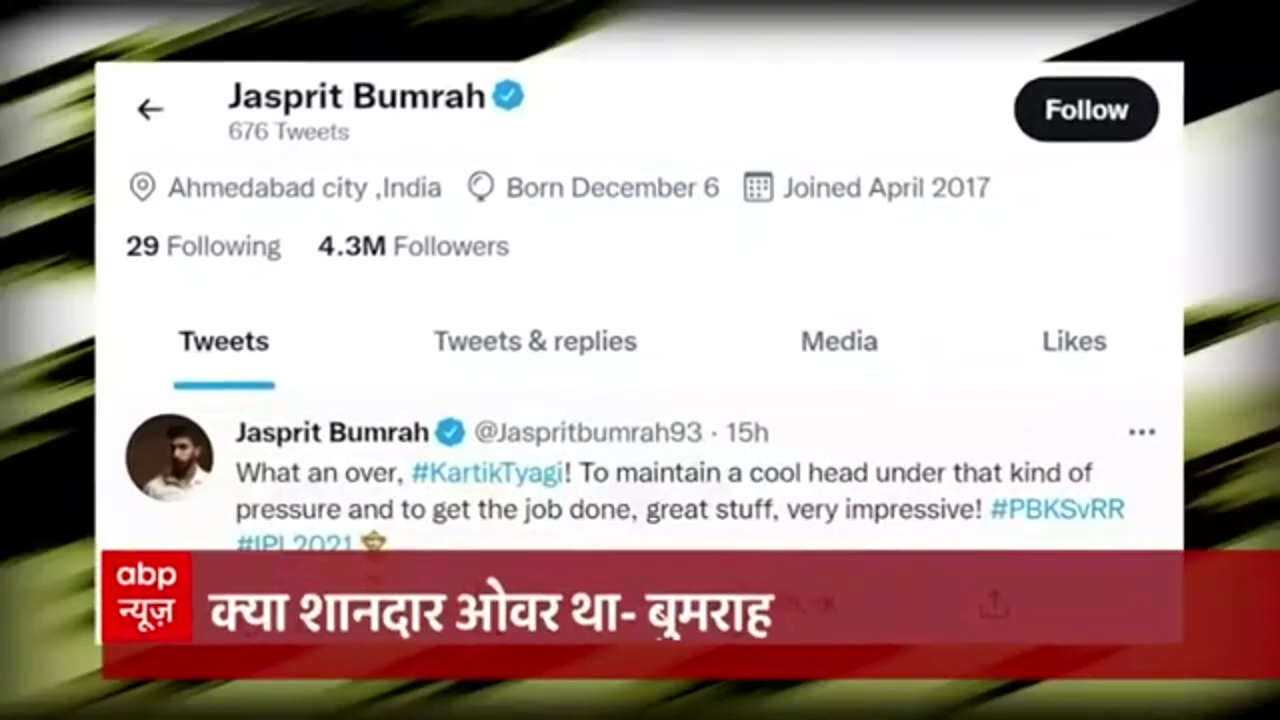 Jasprit Bumrah
676 Tweets
Follow
Ahmedabad city ,India Born December 6 Joined April 2017
29 Following 4.3M Followers
Tweets Tweets & replies Media Likes
Jasprit Bumrah @Jaspritbumrah93 · 15h
What an over, #KartikTyagi! To maintain a cool head under that kind of
pressure and to get the job done, great stuff, very impressive! #PBKSvRR
#IPL2021
abp
न्यूज़
क्या शानदार ओवर था- बुमराह